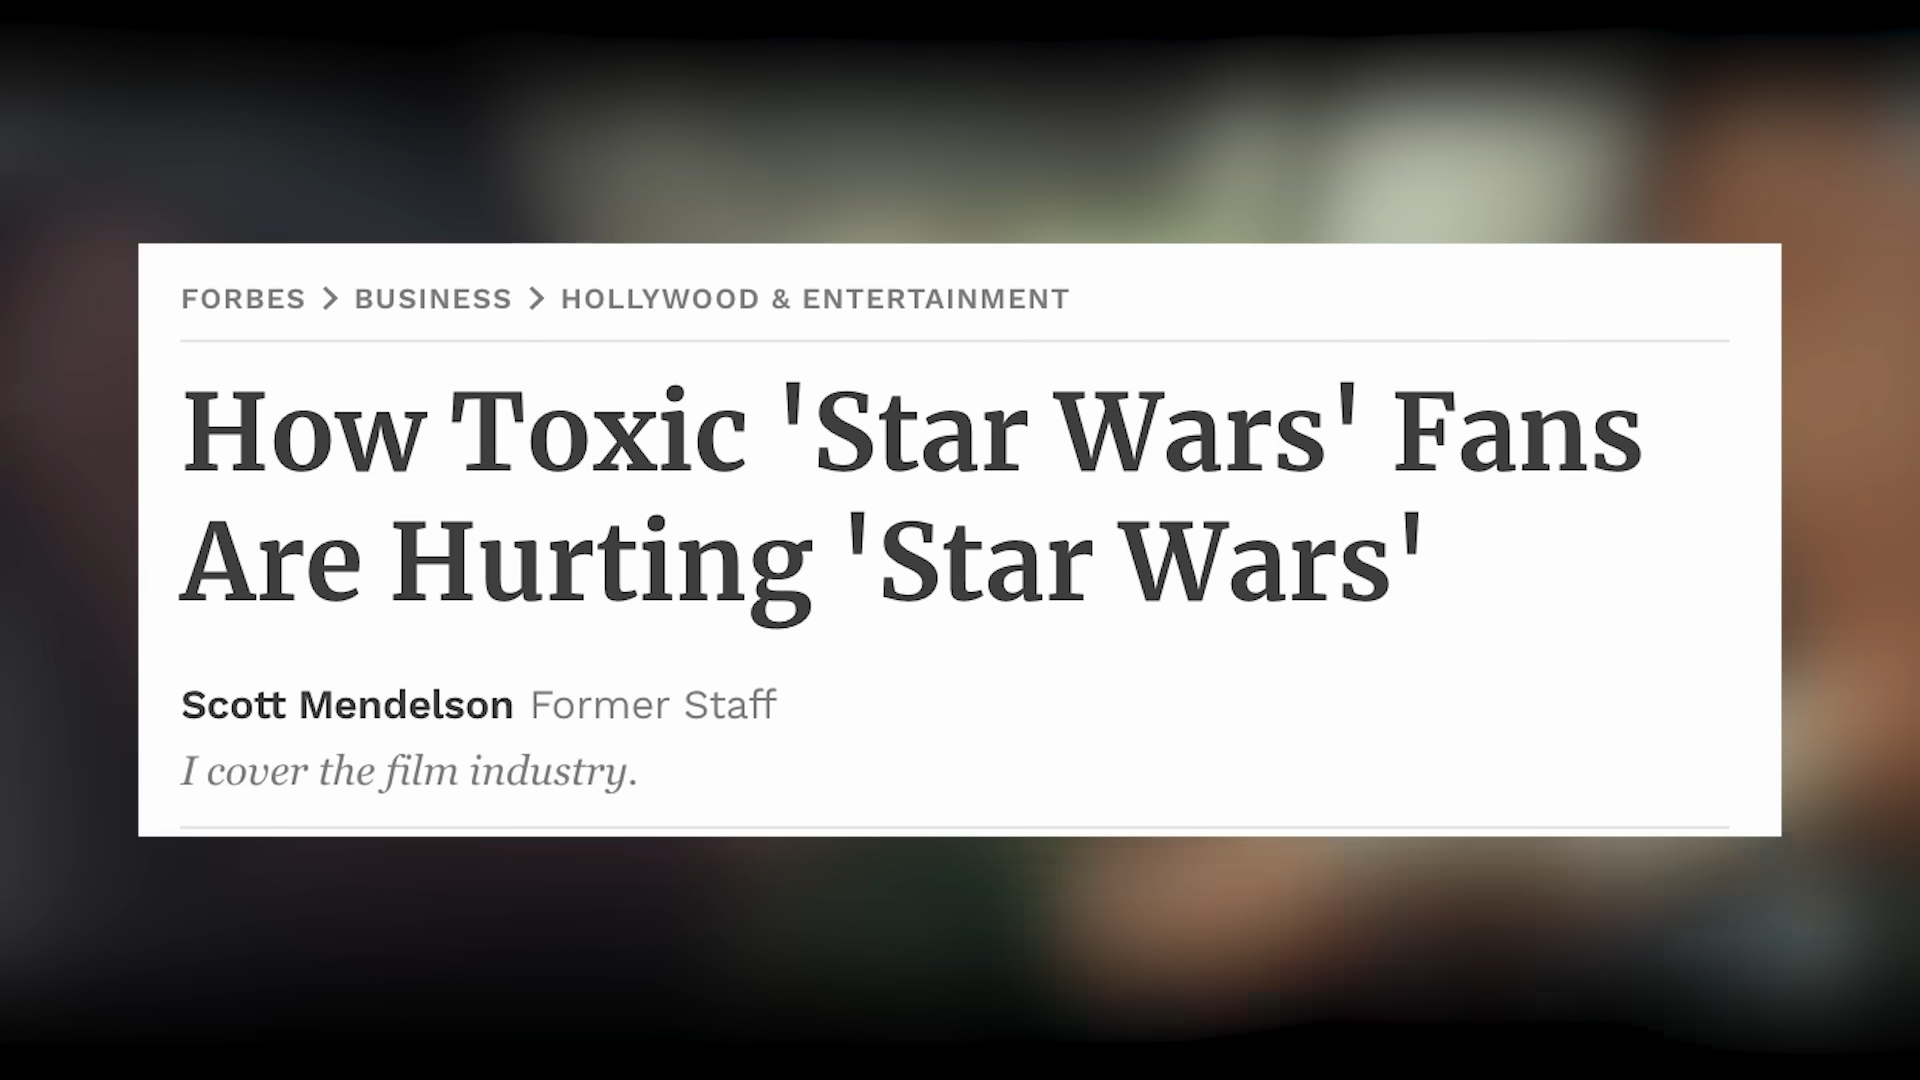 FORBES > BUSINESS > HOLLYWOOD & ENTERTAINMENT
How Toxic 'Star Wars' Fans
Are Hurting 'Star Wars'
Scott Mendelson Former Staff
I cover the film industry.